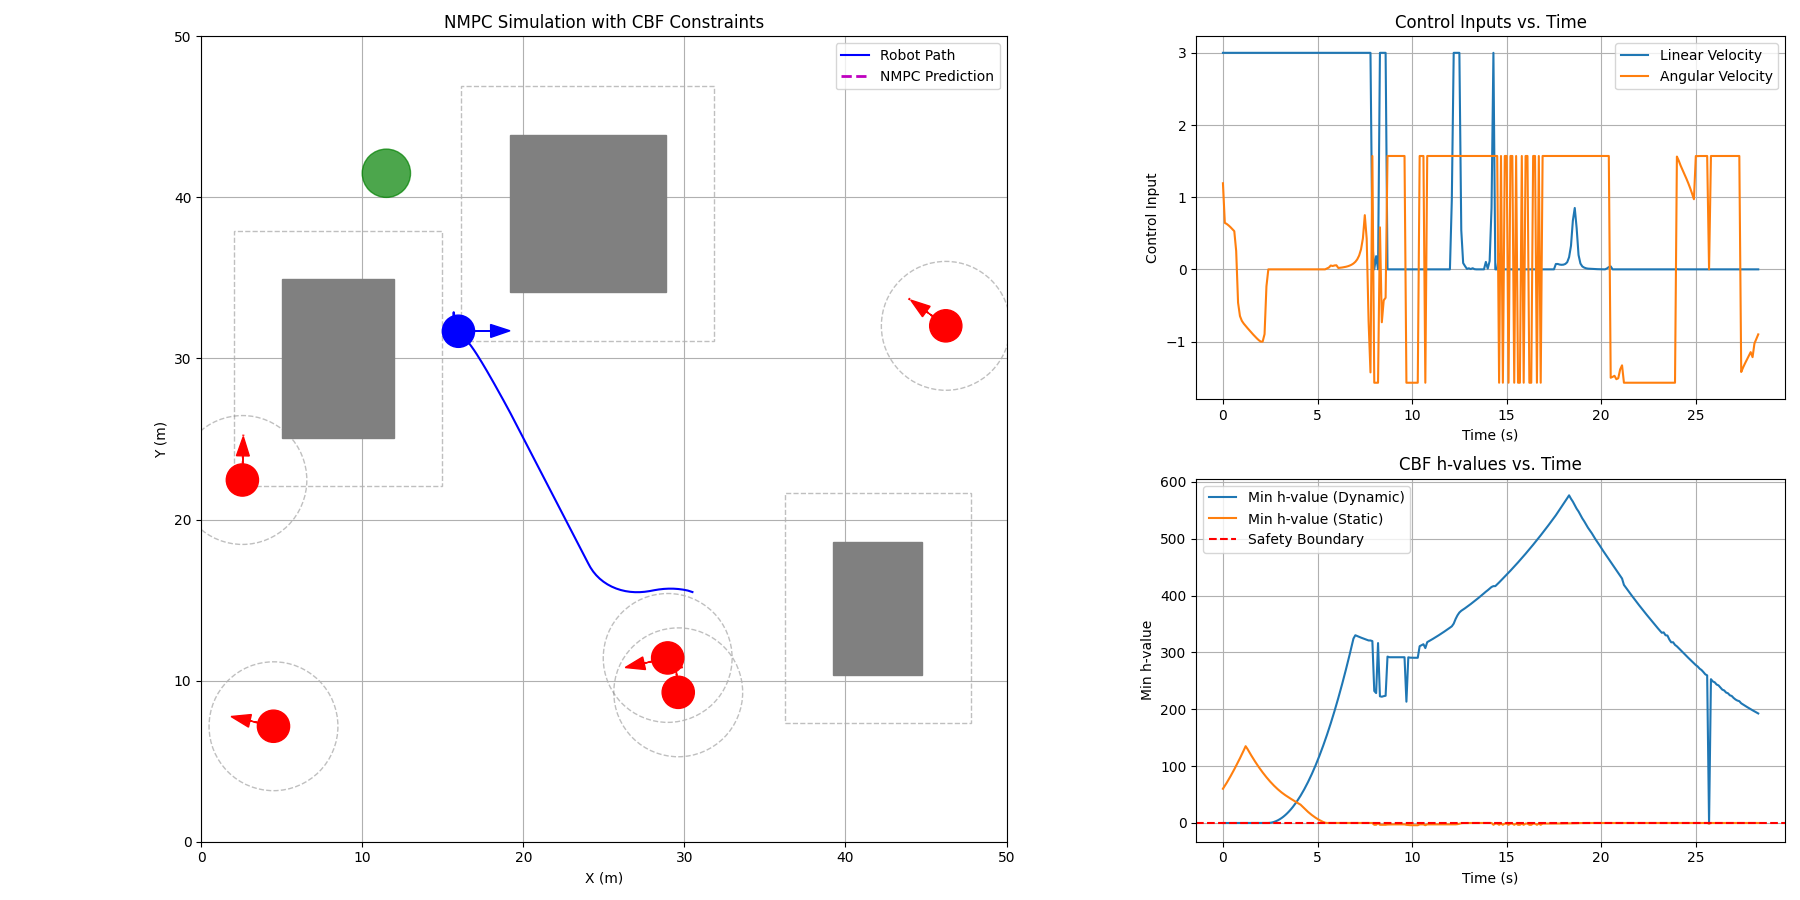 NMPC Simulation with CBF Constraints
50
40
30
20
10
0
Y (m)
0 10 20 30 40 50
X (m)
Robot Path
NMPC Prediction
Control Inputs vs. Time
3
2
1
0
−1
Control Input
0 5 10 15 20 25
Time (s)
Linear Velocity
Angular Velocity
CBF h-values vs. Time
600
500
400
300
200
100
0
Min h-value
0 5 10 15 20 25
Time (s)
Min h-value (Dynamic)
Min h-value (Static)
Safety Boundary